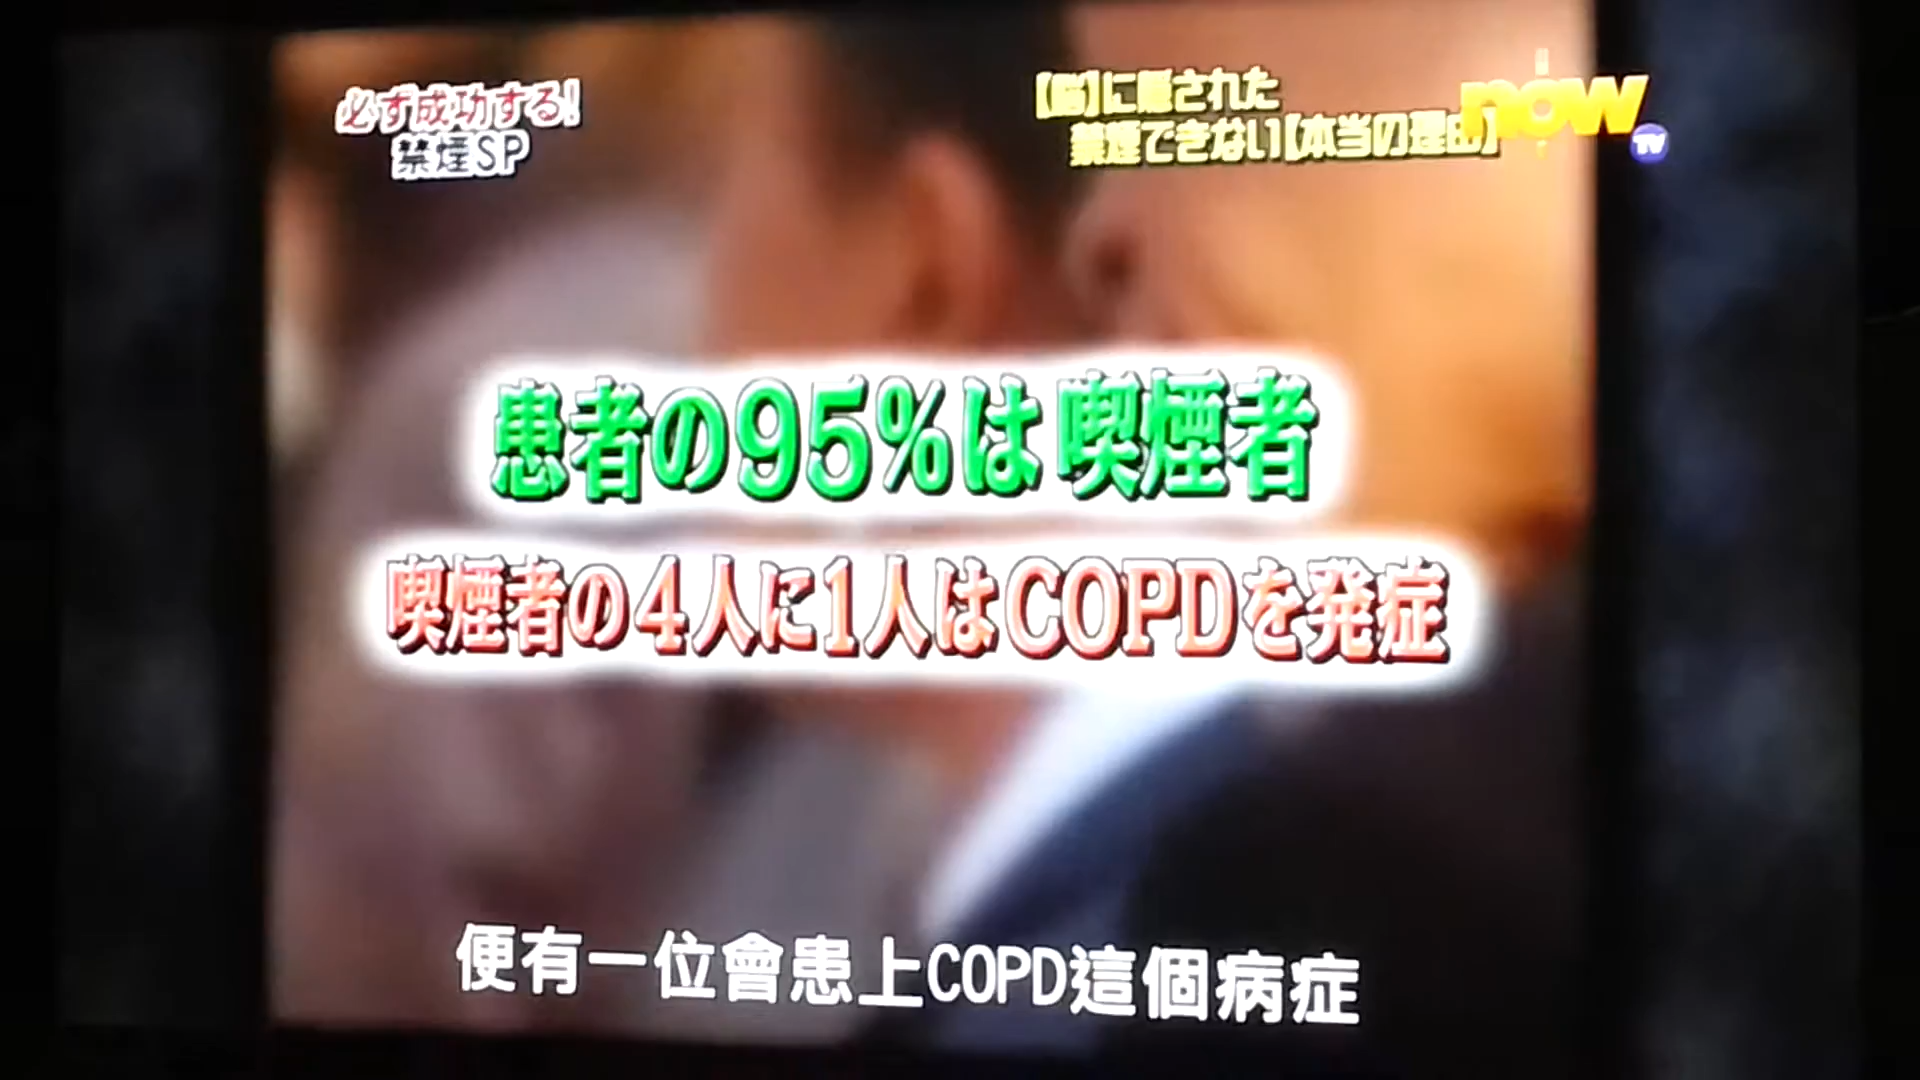 必ず成功する!
禁煙SP
【脳】に隠された
禁煙できない【本当の理由】
now
TV
患者の95%は喫煙者
喫煙者の4人に1人はCOPDを発症
便有一位會患上COPD這個病症